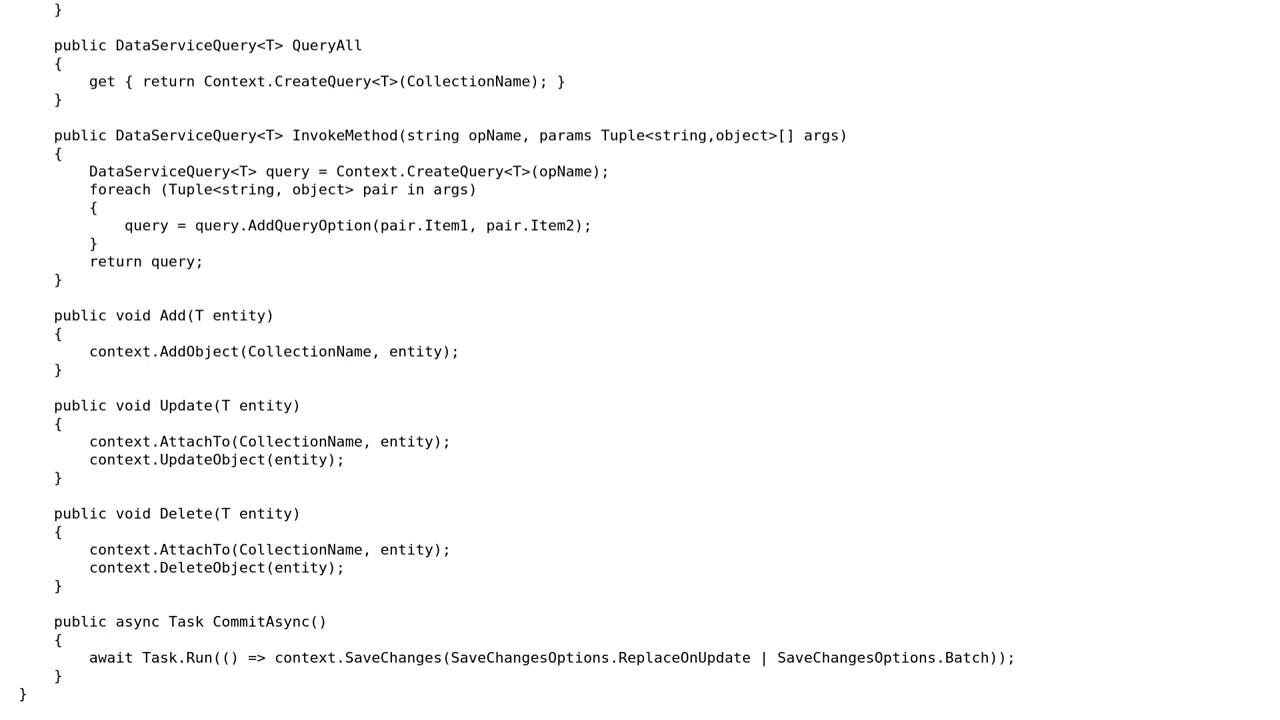 }

    public DataServiceQuery<T> QueryAll
    {
        get { return Context.CreateQuery<T>(CollectionName); }
    }

    public DataServiceQuery<T> InvokeMethod(string opName, params Tuple<string,object>[] args)
    {
        DataServiceQuery<T> query = Context.CreateQuery<T>(opName);
        foreach (Tuple<string, object> pair in args)
        {
            query = query.AddQueryOption(pair.Item1, pair.Item2);
        }
        return query;
    }

    public void Add(T entity)
    {
        context.AddObject(CollectionName, entity);
    }

    public void Update(T entity)
    {
        context.AttachTo(CollectionName, entity);
        context.UpdateObject(entity);
    }

    public void Delete(T entity)
    {
        context.AttachTo(CollectionName, entity);
        context.DeleteObject(entity);
    }

    public async Task CommitAsync()
    {
        await Task.Run(() => context.SaveChanges(SaveChangesOptions.ReplaceOnUpdate | SaveChangesOptions.Batch));
    }
}